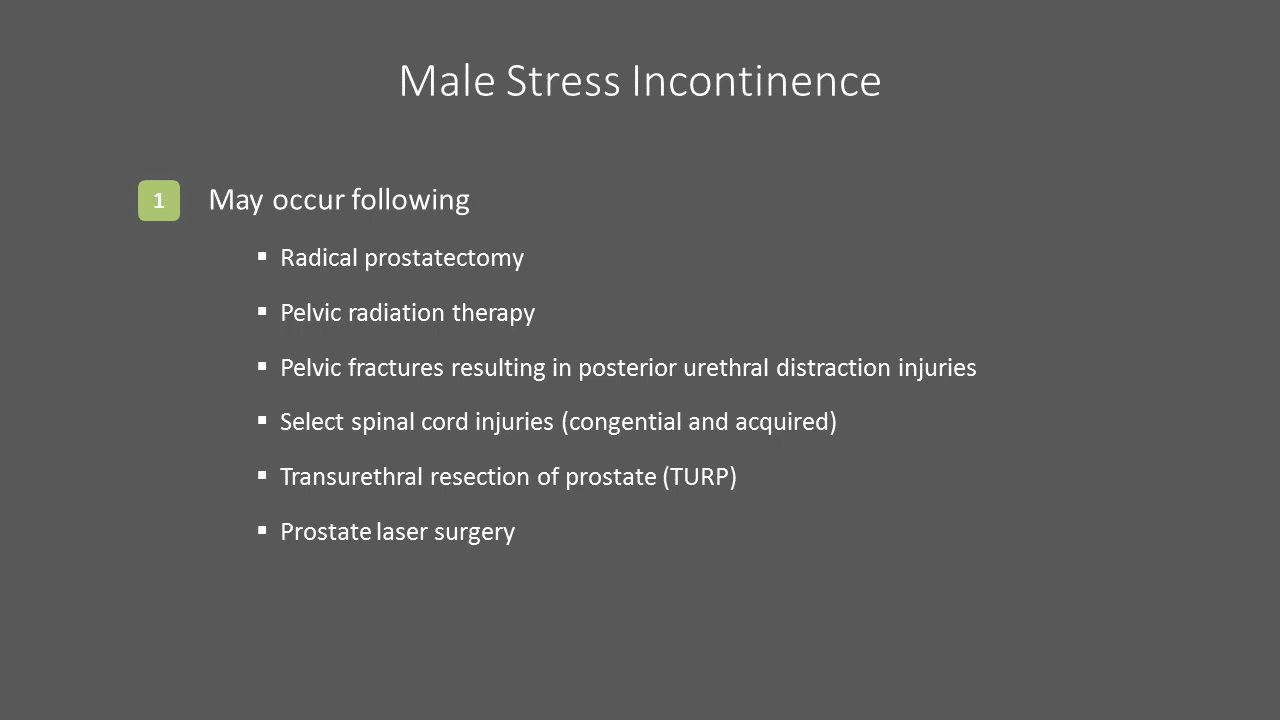 Male Stress Incontinence
1 May occur following
▪ Radical prostatectomy
▪ Pelvic radiation therapy
▪ Pelvic fractures resulting in posterior urethral distraction injuries
▪ Select spinal cord injuries (congential and acquired)
▪ Transurethral resection of prostate (TURP)
▪ Prostate laser surgery